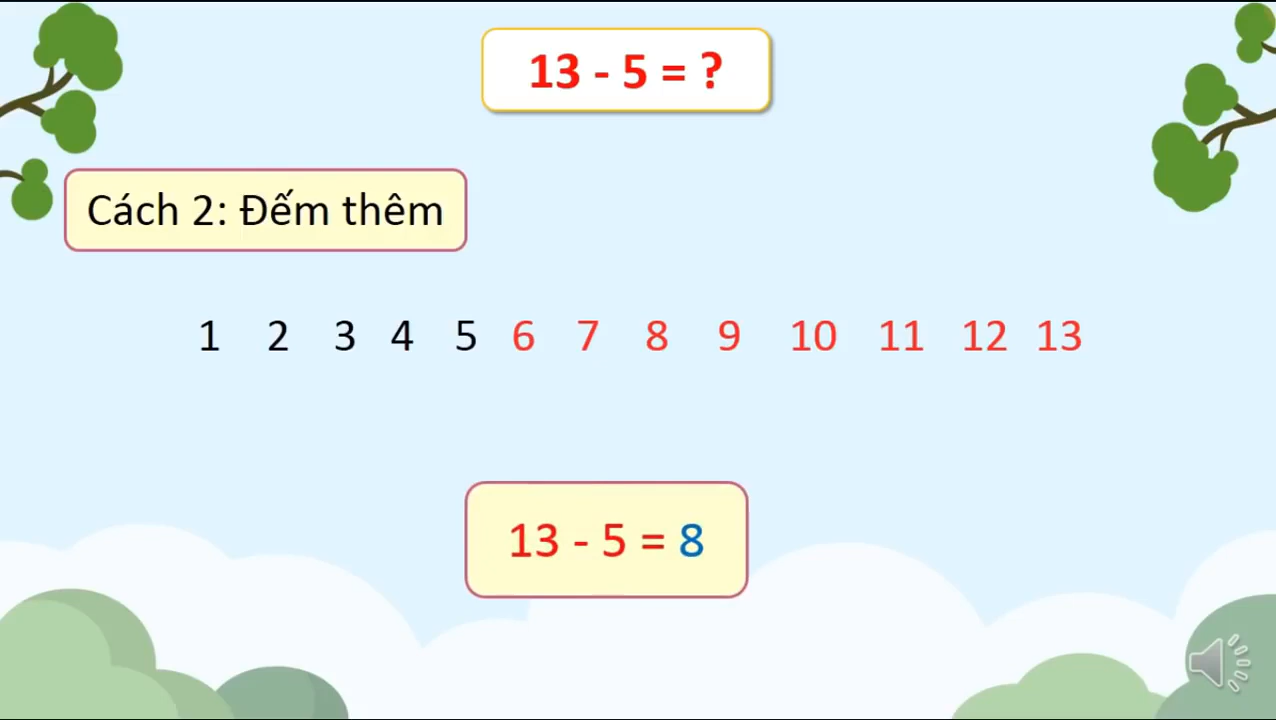 13 - 5 = ?
Cách 2: Đếm thêm
1 2 3 4 5 6 7 8 9 10 11 12 13
13 - 5 = 8